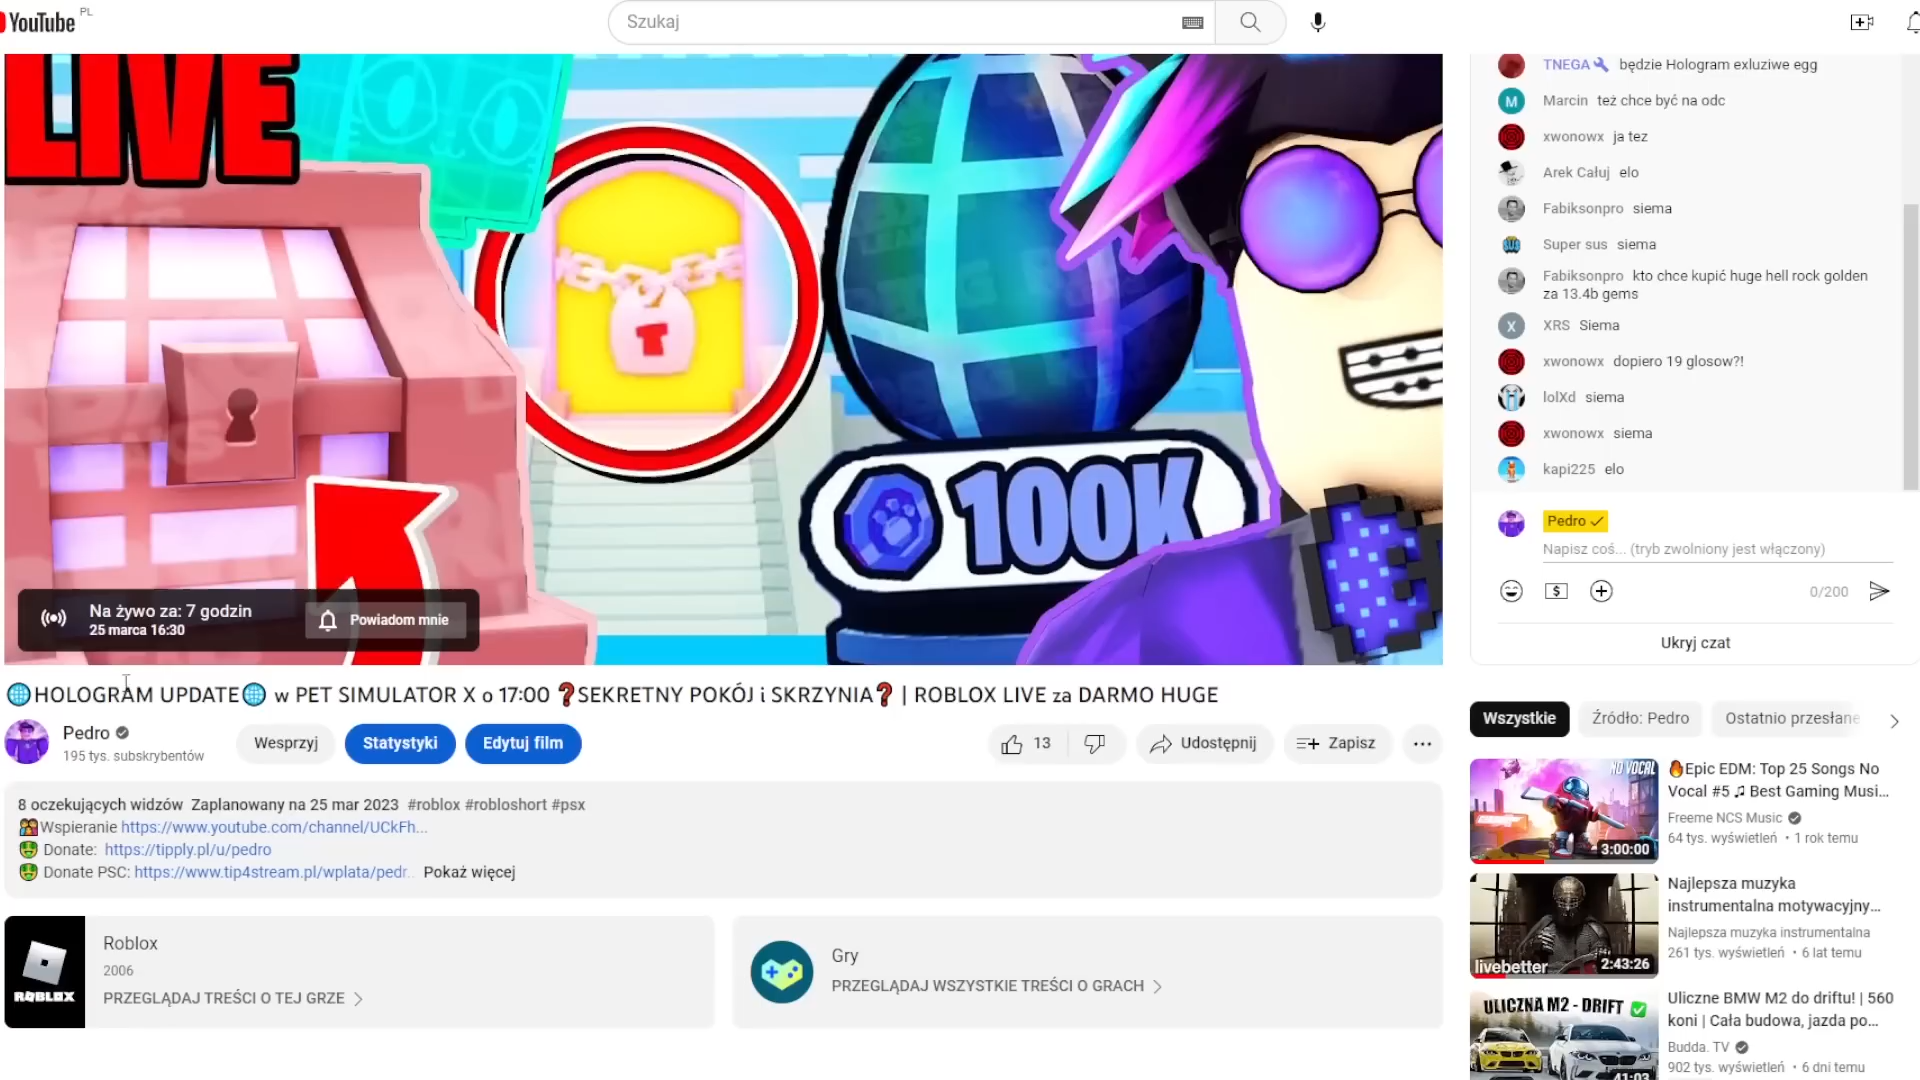 YouTube PL
Szukaj
LIVE
100K
Na żywo za: 7 godzin
25 marca 16:30
Powiadom mnie
TNEGA będzie Hologram exluziwe egg
M Marcin też chce być na odc
xwonowx ja tez
Arek Całuj elo
Fabiksonpro siema
Super sus siema
Fabiksonpro kto chce kupić huge hell rock golden
za 13.4b gems
X XRS Siema
xwonowx dopiero 19 glosow?!
lolXd siema
xwonowx siema
kapi225 elo
Pedro
Napisz coś... (tryb zwolniony jest włączony)
0/200
Ukryj czat
🌐HOLOGRAM UPDATE🌐 w PET SIMULATOR X o 17:00 ❓SEKRETNY POKÓJ i SKRZYNIA❓ | ROBLOX LIVE za DARMO HUGE
Pedro
195 tys. subskrybentów
Wesprzyj
Statystyki
Edytuj film
13
Udostępnij
Zapisz
8 oczekujących widzów Zaplanowany na 25 mar 2023 #roblox #robloshort #psx
Wspieranie https://www.youtube.com/channel/UCkFh...
Donate: https://tipply.pl/u/pedro
Donate PSC: https://www.tip4stream.pl/wplata/pedr... Pokaż więcej
ROBLOX
Roblox
2006
PRZEGLĄDAJ TREŚCI O TEJ GRZE
Gry
PRZEGLĄDAJ WSZYSTKIE TREŚCI O GRACH
Wszystkie
Źródło: Pedro
Ostatnio przesłane
NO VOCAL
3:00:00
🔥Epic EDM: Top 25 Songs No
Vocal #5 ♫ Best Gaming Musi...
Freeme NCS Music
64 tys. wyświetleń • 1 rok temu
livebetter
2:43:26
Najlepsza muzyka
instrumentalna motywacyjny...
Najlepsza muzyka instrumentalna
261 tys. wyświetleń • 6 lat temu
ULICZNA M2 - DRIFT
41:03
Uliczne BMW M2 do driftu! | 560
koni | Cała budowa, jazda po...
Budda. TV
902 tys. wyświetleń • 6 dni temu